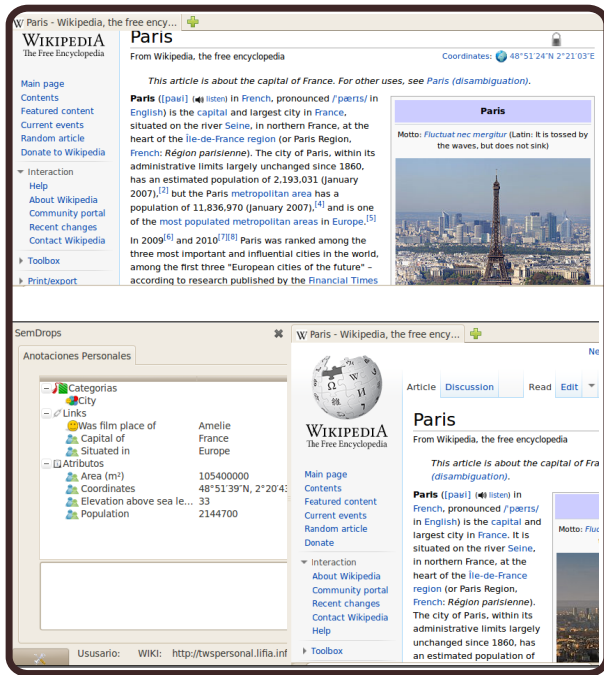 W Paris - Wikipedia, the free ency...
WIKIPEDIA
The Free Encyclopedia
Main page
Contents
Featured content
Current events
Random article
Donate to Wikipedia
Interaction
Help
About Wikipedia
Community portal
Recent changes
Contact Wikipedia
Toolbox
Print/export
Paris
From Wikipedia, the free encyclopedia
Coordinates: 48°51′24″N 2°21′03″E
This article is about the capital of France. For other uses, see Paris (disambiguation).
Paris ([paʁi] (listen) in French, pronounced /ˈpærɪs/ in
English) is the capital and largest city in France,
situated on the river Seine, in northern France, at the
heart of the Île-de-France region (or Paris Region,
French: Région parisienne). The city of Paris, within its
administrative limits largely unchanged since 1860,
has an estimated population of 2,193,031 (January
2007),[2] but the Paris metropolitan area has a
population of 11,836,970 (January 2007),[4] and is one
of the most populated metropolitan areas in Europe.[5]
In 2009[6] and 2010[7][8] Paris was ranked among the
three most important and influential cities in the world,
among the first three "European cities of the future" –
according to research published by the Financial Times
Paris
Motto: Fluctuat nec mergitur (Latin: It is tossed by
the waves, but does not sink)
SemDrops
Anotaciones Personales
Categorias
City
Links
Was film place of Amelie
Capital of France
Situated in Europe
Atributos
Area (m²) 105400000
Coordinates 48°51'39"N, 2°20'43
Elevation above sea le... 33
Population 2144700
Ususario: WIKI: http://twspersonal.lifia.inf
W Paris - Wikipedia, the free ency...
WIKIPEDIA
The Free Encyclopedia
Main page
Contents
Featured content
Current events
Random article
Donate
Interaction
About Wikipedia
Community portal
Recent changes
Contact Wikipedia
Help
Toolbox
Ne
Article Discussion Read Edit
Paris
From Wikipedia, the free encyclopedia
This article is about the capital of Fra
(disambiguation).
Paris ([paʁi] (listen) in
French, pronounced /ˈpærɪs/
in English) is the capital and
largest city in France. It is
situated on the river Seine,
in northern France, at the
heart of the Île-de-France
region (or Paris Region,
French: Région parisienne).
The city of Paris, within its
administrative limits largely
unchanged since 1860, has
an estimated population of
Motto: Fluc